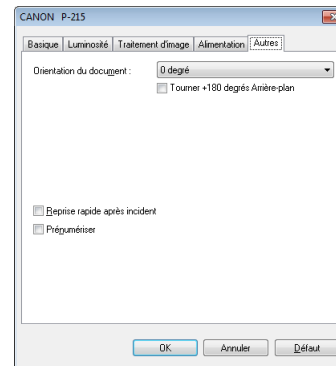 CANON P-215
Basique Luminosité Traitement d'image Alimentation Autres
Orientation du document : 0 degré
Tourner +180 degrés Arrière-plan
Reprise rapide après incident
Prénumériser
OK Annuler Défaut